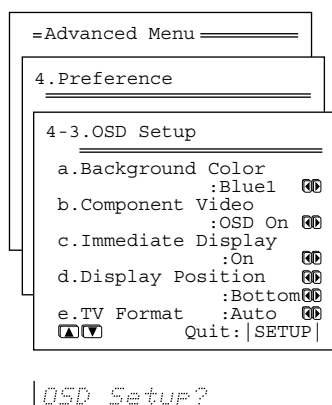 =Advanced Menu
4.Preference
4-3.OSD Setup
a.Background Color
:Blue1
b.Component Video
:OSD On
c.Immediate Display
:On
d.Display Position
:Bottom
e.TV Format :Auto
Quit:|SETUP|
OSD Setup?